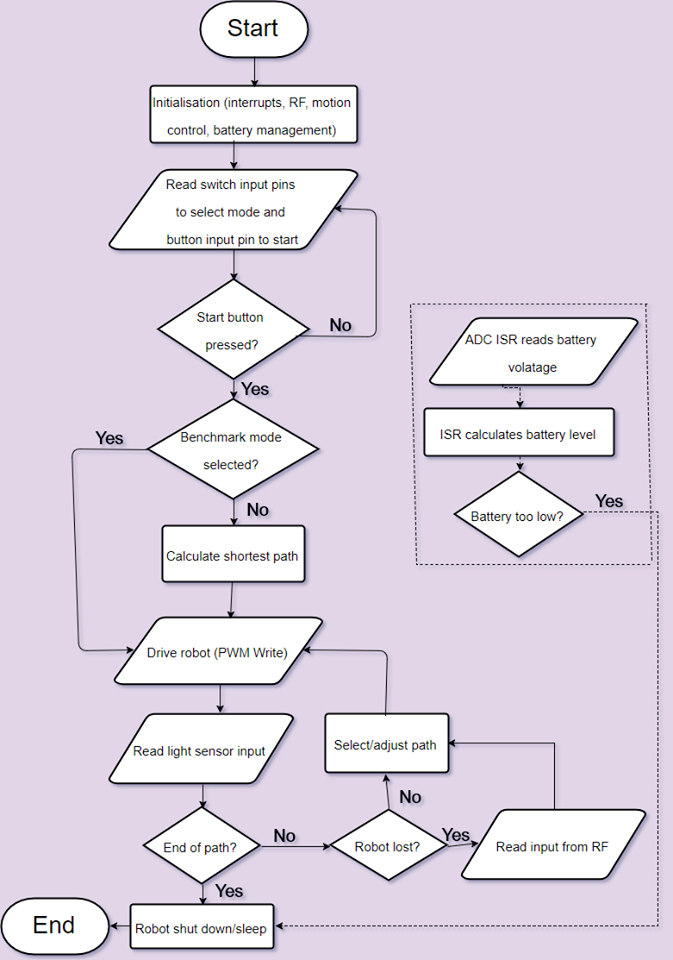 Start
Initialisation (interrupts, RF, motion
control, battery management)
Read switch input pins
to select mode and
button input pin to start
Start button
pressed?
No
Yes
Benchmark mode
selected?
Yes
No
Calculate shortest path
Drive robot (PWM Write)
Read light sensor input
End of path?
No
Yes
Robot lost?
No
Yes
Select/adjust path
Read input from RF
Robot shut down/sleep
End
ADC ISR reads battery
volatage
ISR calculates battery level
Battery too low?
Yes